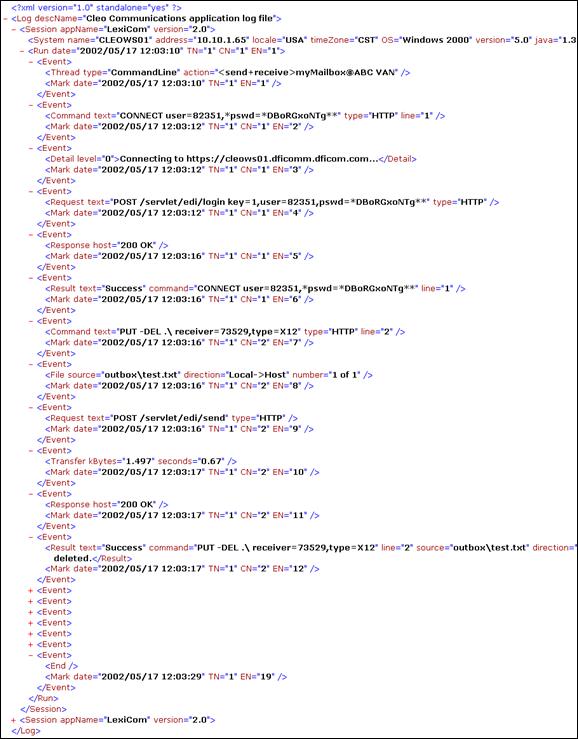 <?xml version="1.0" standalone="yes" ?>
- <Log descName="Cleo Communications application log file">
- <Session appName="LexiCom" version="2.0">
<System name="CLEOWS01" address="10.10.1.65" locale="USA" timeZone="CST" OS="Windows 2000" version="5.0" java="1.3
- <Run date="2002/05/17 12:03:10" TN="1" CN="1" EN="1">
- <Event>
<Thread type="CommandLine" action="<send+receive>myMailbox@ABC VAN" />
<Mark date="2002/05/17 12:03:10" TN="1" EN="1" />
</Event>
- <Event>
<Command text="CONNECT user=82351,*pswd=*DBoRGxoNTg**" type="HTTP" line="1" />
<Mark date="2002/05/17 12:03:12" TN="1" CN="1" EN="2" />
</Event>
- <Event>
<Detail level="0">Connecting to https://cleows01.dficomm.dficom.com...</Detail>
<Mark date="2002/05/17 12:03:12" TN="1" CN="1" EN="3" />
</Event>
- <Event>
<Request text="POST /servlet/edi/login key=1,user=82351,pswd=*DBoRGxoNTg**" type="HTTP" />
<Mark date="2002/05/17 12:03:12" TN="1" CN="1" EN="4" />
</Event>
- <Event>
<Response host="200 OK" />
<Mark date="2002/05/17 12:03:16" TN="1" CN="1" EN="5" />
</Event>
- <Event>
<Result text="Success" command="CONNECT user=82351,*pswd=*DBoRGxoNTg**" line="1" />
<Mark date="2002/05/17 12:03:16" TN="1" CN="1" EN="6" />
</Event>
- <Event>
<Command text="PUT -DEL .\ receiver=73529,type=X12" type="HTTP" line="2" />
<Mark date="2002/05/17 12:03:16" TN="1" CN="2" EN="7" />
</Event>
- <Event>
<File source="outbox\test.txt" direction="Local->Host" number="1 of 1" />
<Mark date="2002/05/17 12:03:16" TN="1" CN="2" EN="8" />
</Event>
- <Event>
<Request text="POST /servlet/edi/send" type="HTTP" />
<Mark date="2002/05/17 12:03:16" TN="1" CN="2" EN="9" />
</Event>
- <Event>
<Transfer kBytes="1.497" seconds="0.67" />
<Mark date="2002/05/17 12:03:17" TN="1" CN="2" EN="10" />
</Event>
- <Event>
<Response host="200 OK" />
<Mark date="2002/05/17 12:03:17" TN="1" CN="2" EN="11" />
</Event>
- <Event>
<Result text="Success" command="PUT -DEL .\ receiver=73529,type=X12" line="2" source="outbox\test.txt" direction="
deleted.</Result>
<Mark date="2002/05/17 12:03:17" TN="1" CN="2" EN="12" />
</Event>
+ <Event>
+ <Event>
+ <Event>
+ <Event>
+ <Event>
+ <Event>
- <Event>
<End />
<Mark date="2002/05/17 12:03:29" TN="1" EN="19" />
</Event>
</Run>
</Session>
+ <Session appName="LexiCom" version="2.0">
</Log>